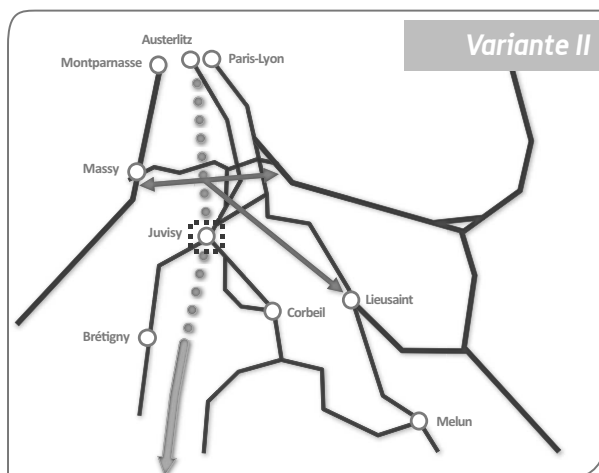 Variante II
Austerlitz
Montparnasse
Paris-Lyon
Massy
Juvisy
Corbeil
Lieusaint
Brétigny
Melun